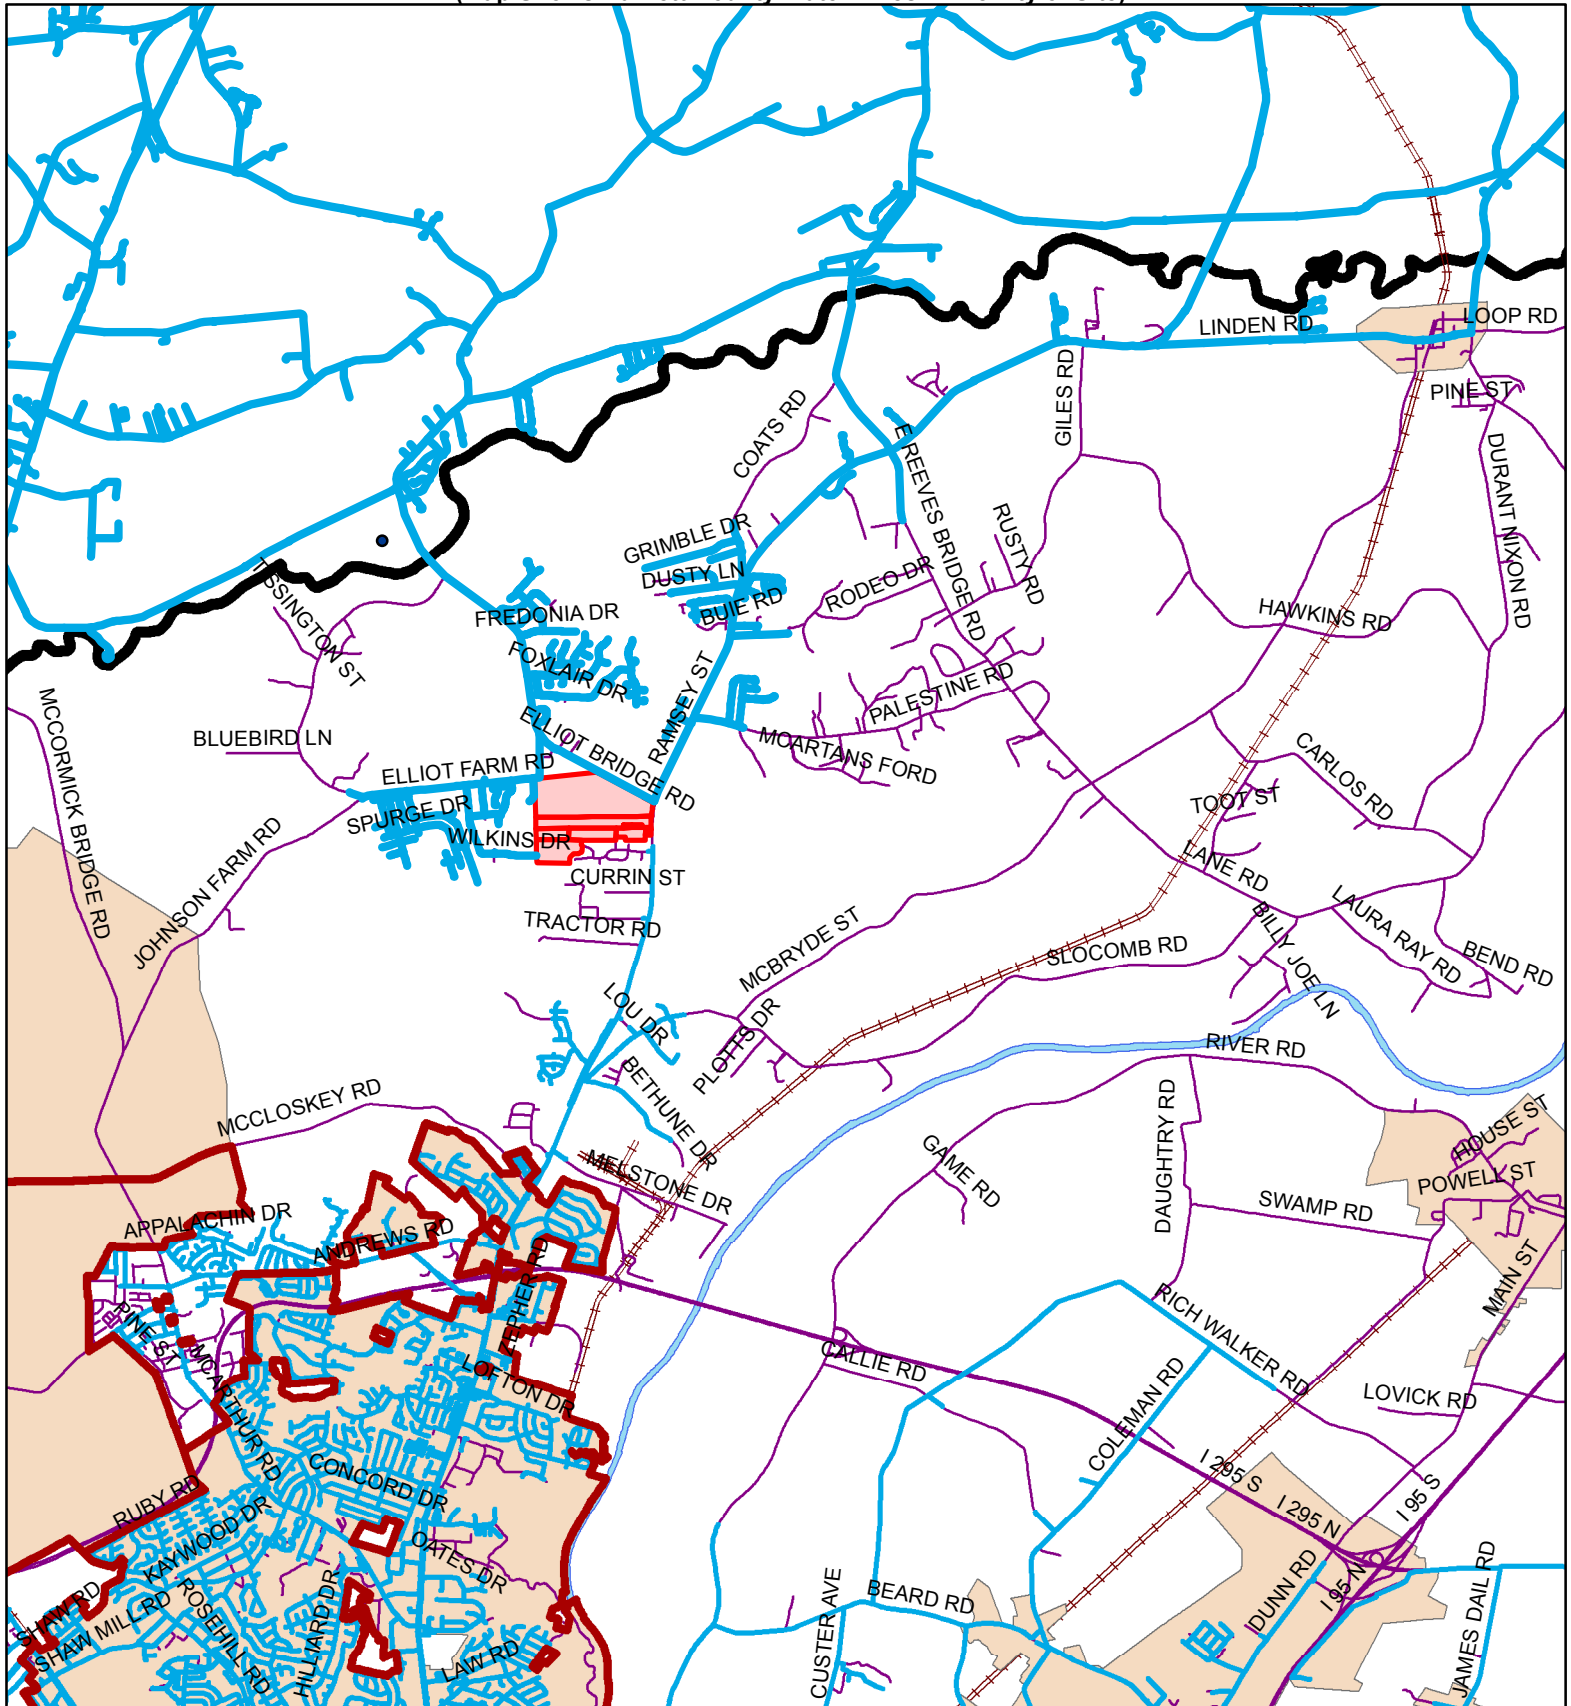 LINDEN RD
LOOP RD
PINE ST
GILES RD
COATS RD
E REEVES BRIDGE RD
DURANT NIXON RD
RUSTY RD
GRIMBLE DR
DUSTY LN
BUIE RD
RODEO DR
HAWKINS RD
TISSINGTON ST
FREDONIA DR
FOXLAIR DR
RAMSEY ST
PALESTINE RD
MCCORMICK BRIDGE RD
BLUEBIRD LN
ELLIOT BRIDGE RD
ELLIOT FARM RD
MOARTANS FORD
CARLOS RD
TOOT ST
SPURGE DR
WILKINS DR
JOHNSON FARM RD
CURRIN ST
TRACTOR RD
LANE RD
LAURA RAY RD
BILLY JOE LN
BEND RD
MCBRYDE ST
SLOCOMB RD
LOU DR
PLOTTS DR
RIVER RD
BETHUNE DR
MCCLOSKEY RD
DAUGHTRY RD
GAME RD
HOUSE ST
POWELL ST
MELSTONE DR
SWAMP RD
APPALACHIN DR
ANDREWS RD
ZEPHER RD
MAIN ST
PINE ST
RICH WALKER RD
MCARTHUR RD
CALLIE RD
LOFTON DR
COLEMAN RD
LOVICK RD
CONCORD DR
I 295 S
I 295 N
I 95 S
RUBY RD
KAYWOOD DR
OATES DR
I 95 N
DUNN RD
JAMES DAIL RD
SHAW RD
SHAW MILL RD
ROSEHILL RD
HILLIARD DR
LAW RD
CUSTER AVE
BEARD RD